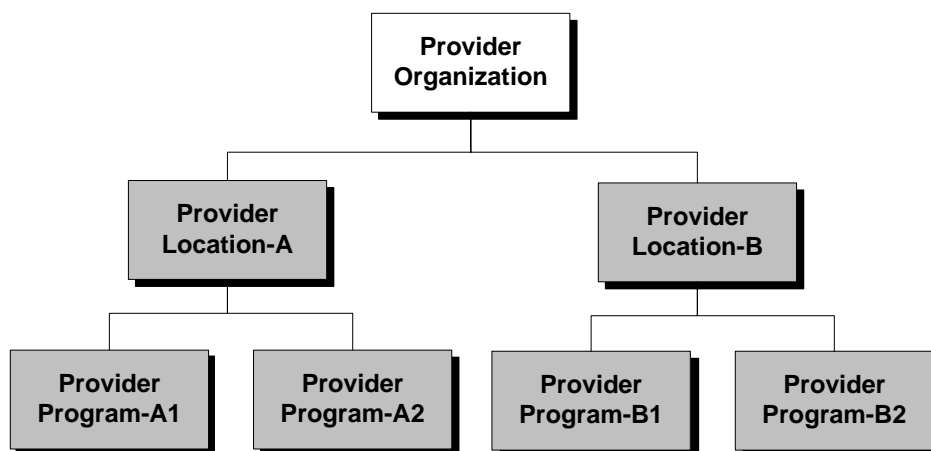 Provider
Organization
Provider
Location-A
Provider
Location-B
Provider
Program-A1
Provider
Program-A2
Provider
Program-B1
Provider
Program-B2